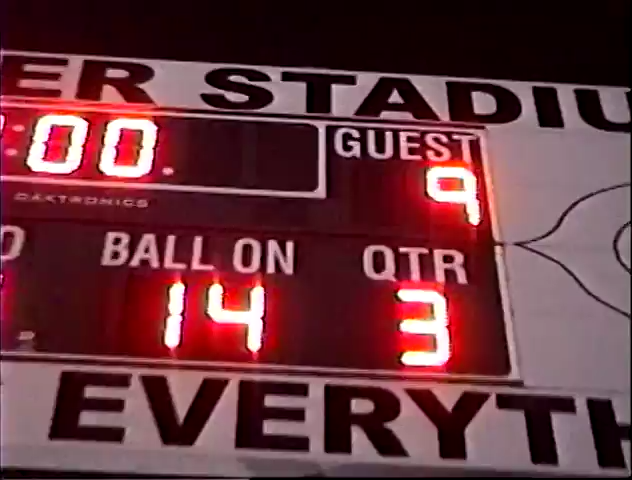 ER STADIU
:00 GUEST
9
DAKTRONICS
O BALL ON QTR
14 3
EVERYTH